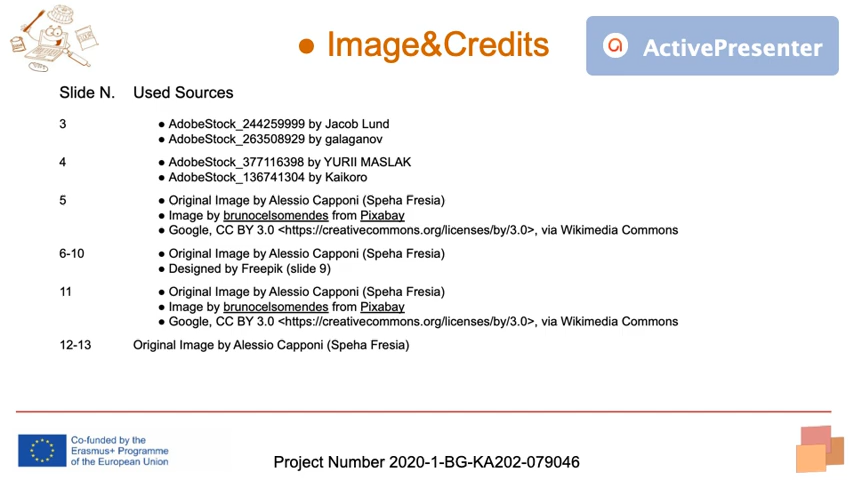 ● Image&Credits
ActivePresenter
Slide N. Used Sources
3 ● AdobeStock_244259999 by Jacob Lund
● AdobeStock_263508929 by galaganov
4 ● AdobeStock_377116398 by YURII MASLAK
● AdobeStock_136741304 by Kaikoro
5 ● Original Image by Alessio Capponi (Speha Fresia)
● Image by brunocelsomendes from Pixabay
● Google, CC BY 3.0 <https://creativecommons.org/licenses/by/3.0>, via Wikimedia Commons
6-10 ● Original Image by Alessio Capponi (Speha Fresia)
● Designed by Freepik (slide 9)
11 ● Original Image by Alessio Capponi (Speha Fresia)
● Image by brunocelsomendes from Pixabay
● Google, CC BY 3.0 <https://creativecommons.org/licenses/by/3.0>, via Wikimedia Commons
12-13 Original Image by Alessio Capponi (Speha Fresia)
Co-funded by the
Erasmus+ Programme
of the European Union
Project Number 2020-1-BG-KA202-079046